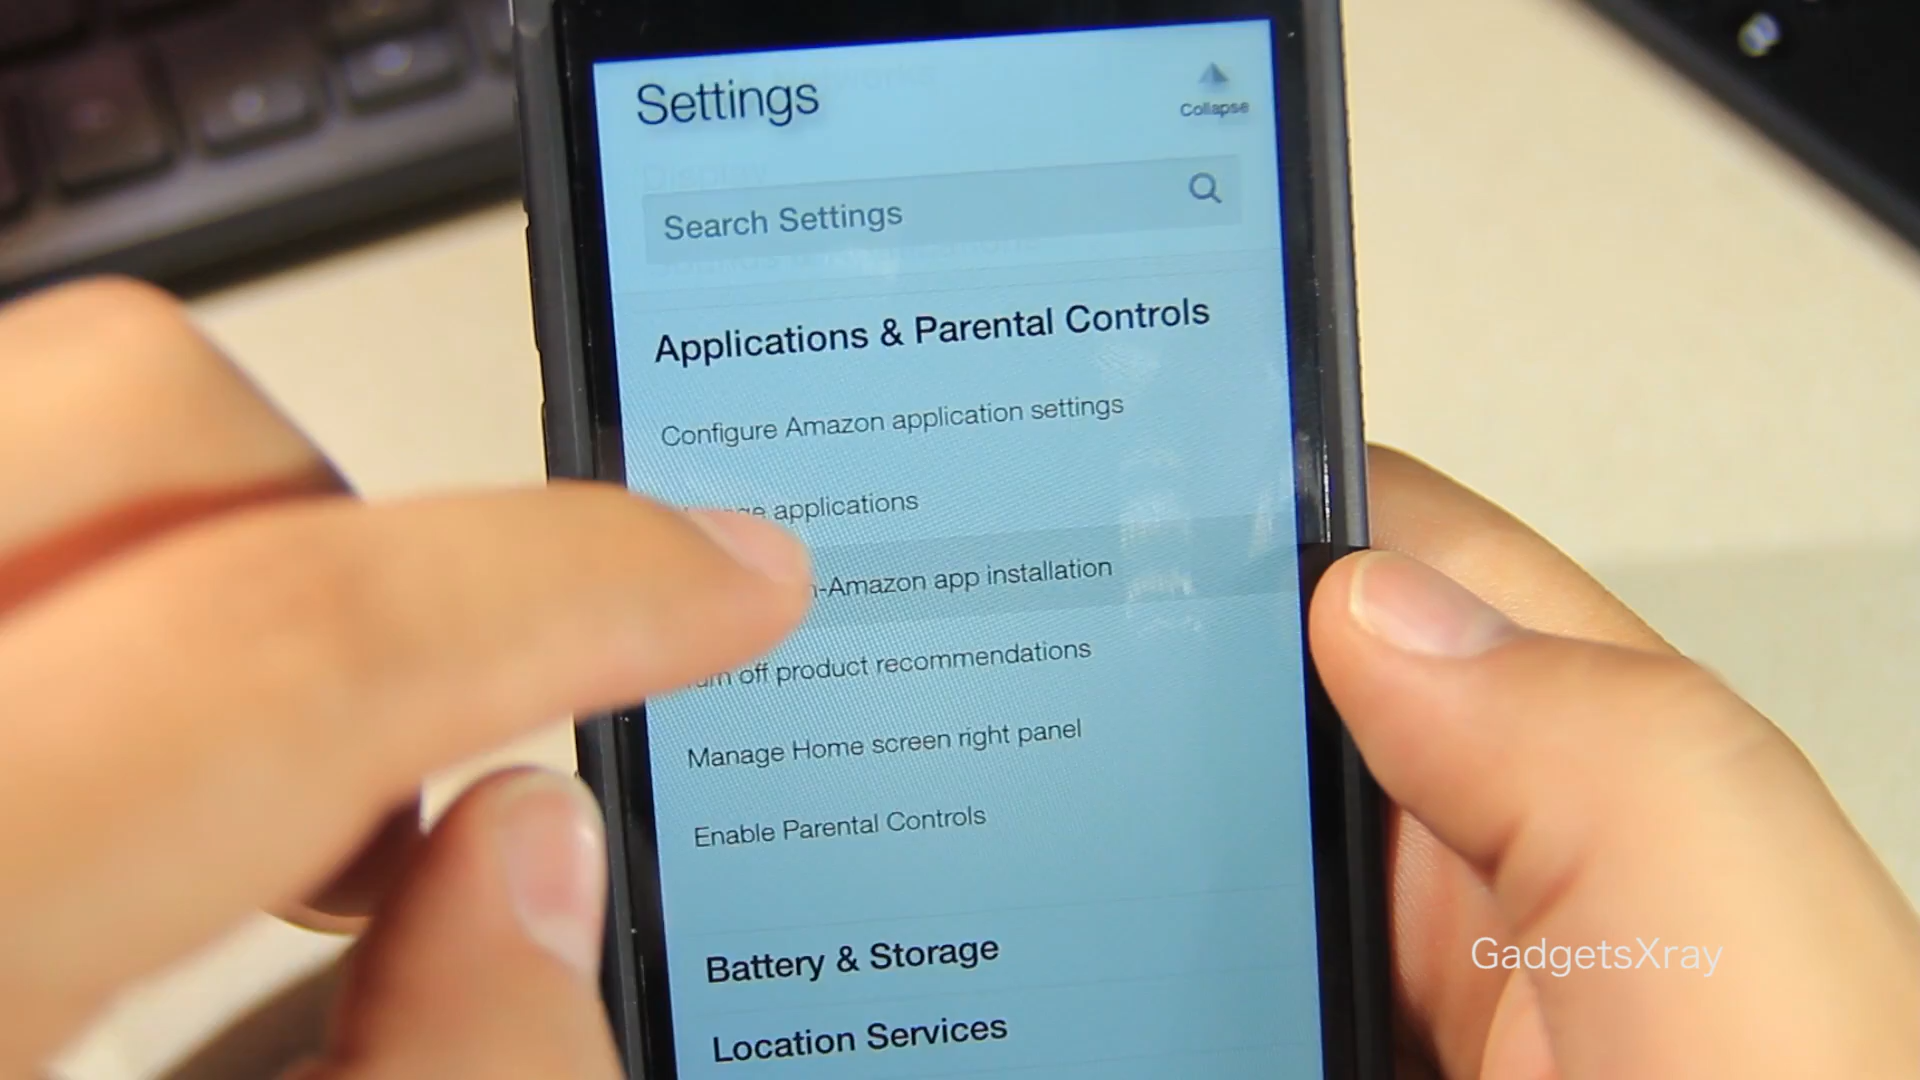 Settings
Collapse
Display
Search Settings
Applications & Parental Controls
Configure Amazon application settings
applications
-Amazon app installation
off product recommendations
Manage Home screen right panel
Enable Parental Controls
Battery & Storage
Location Services
GadgetsXray